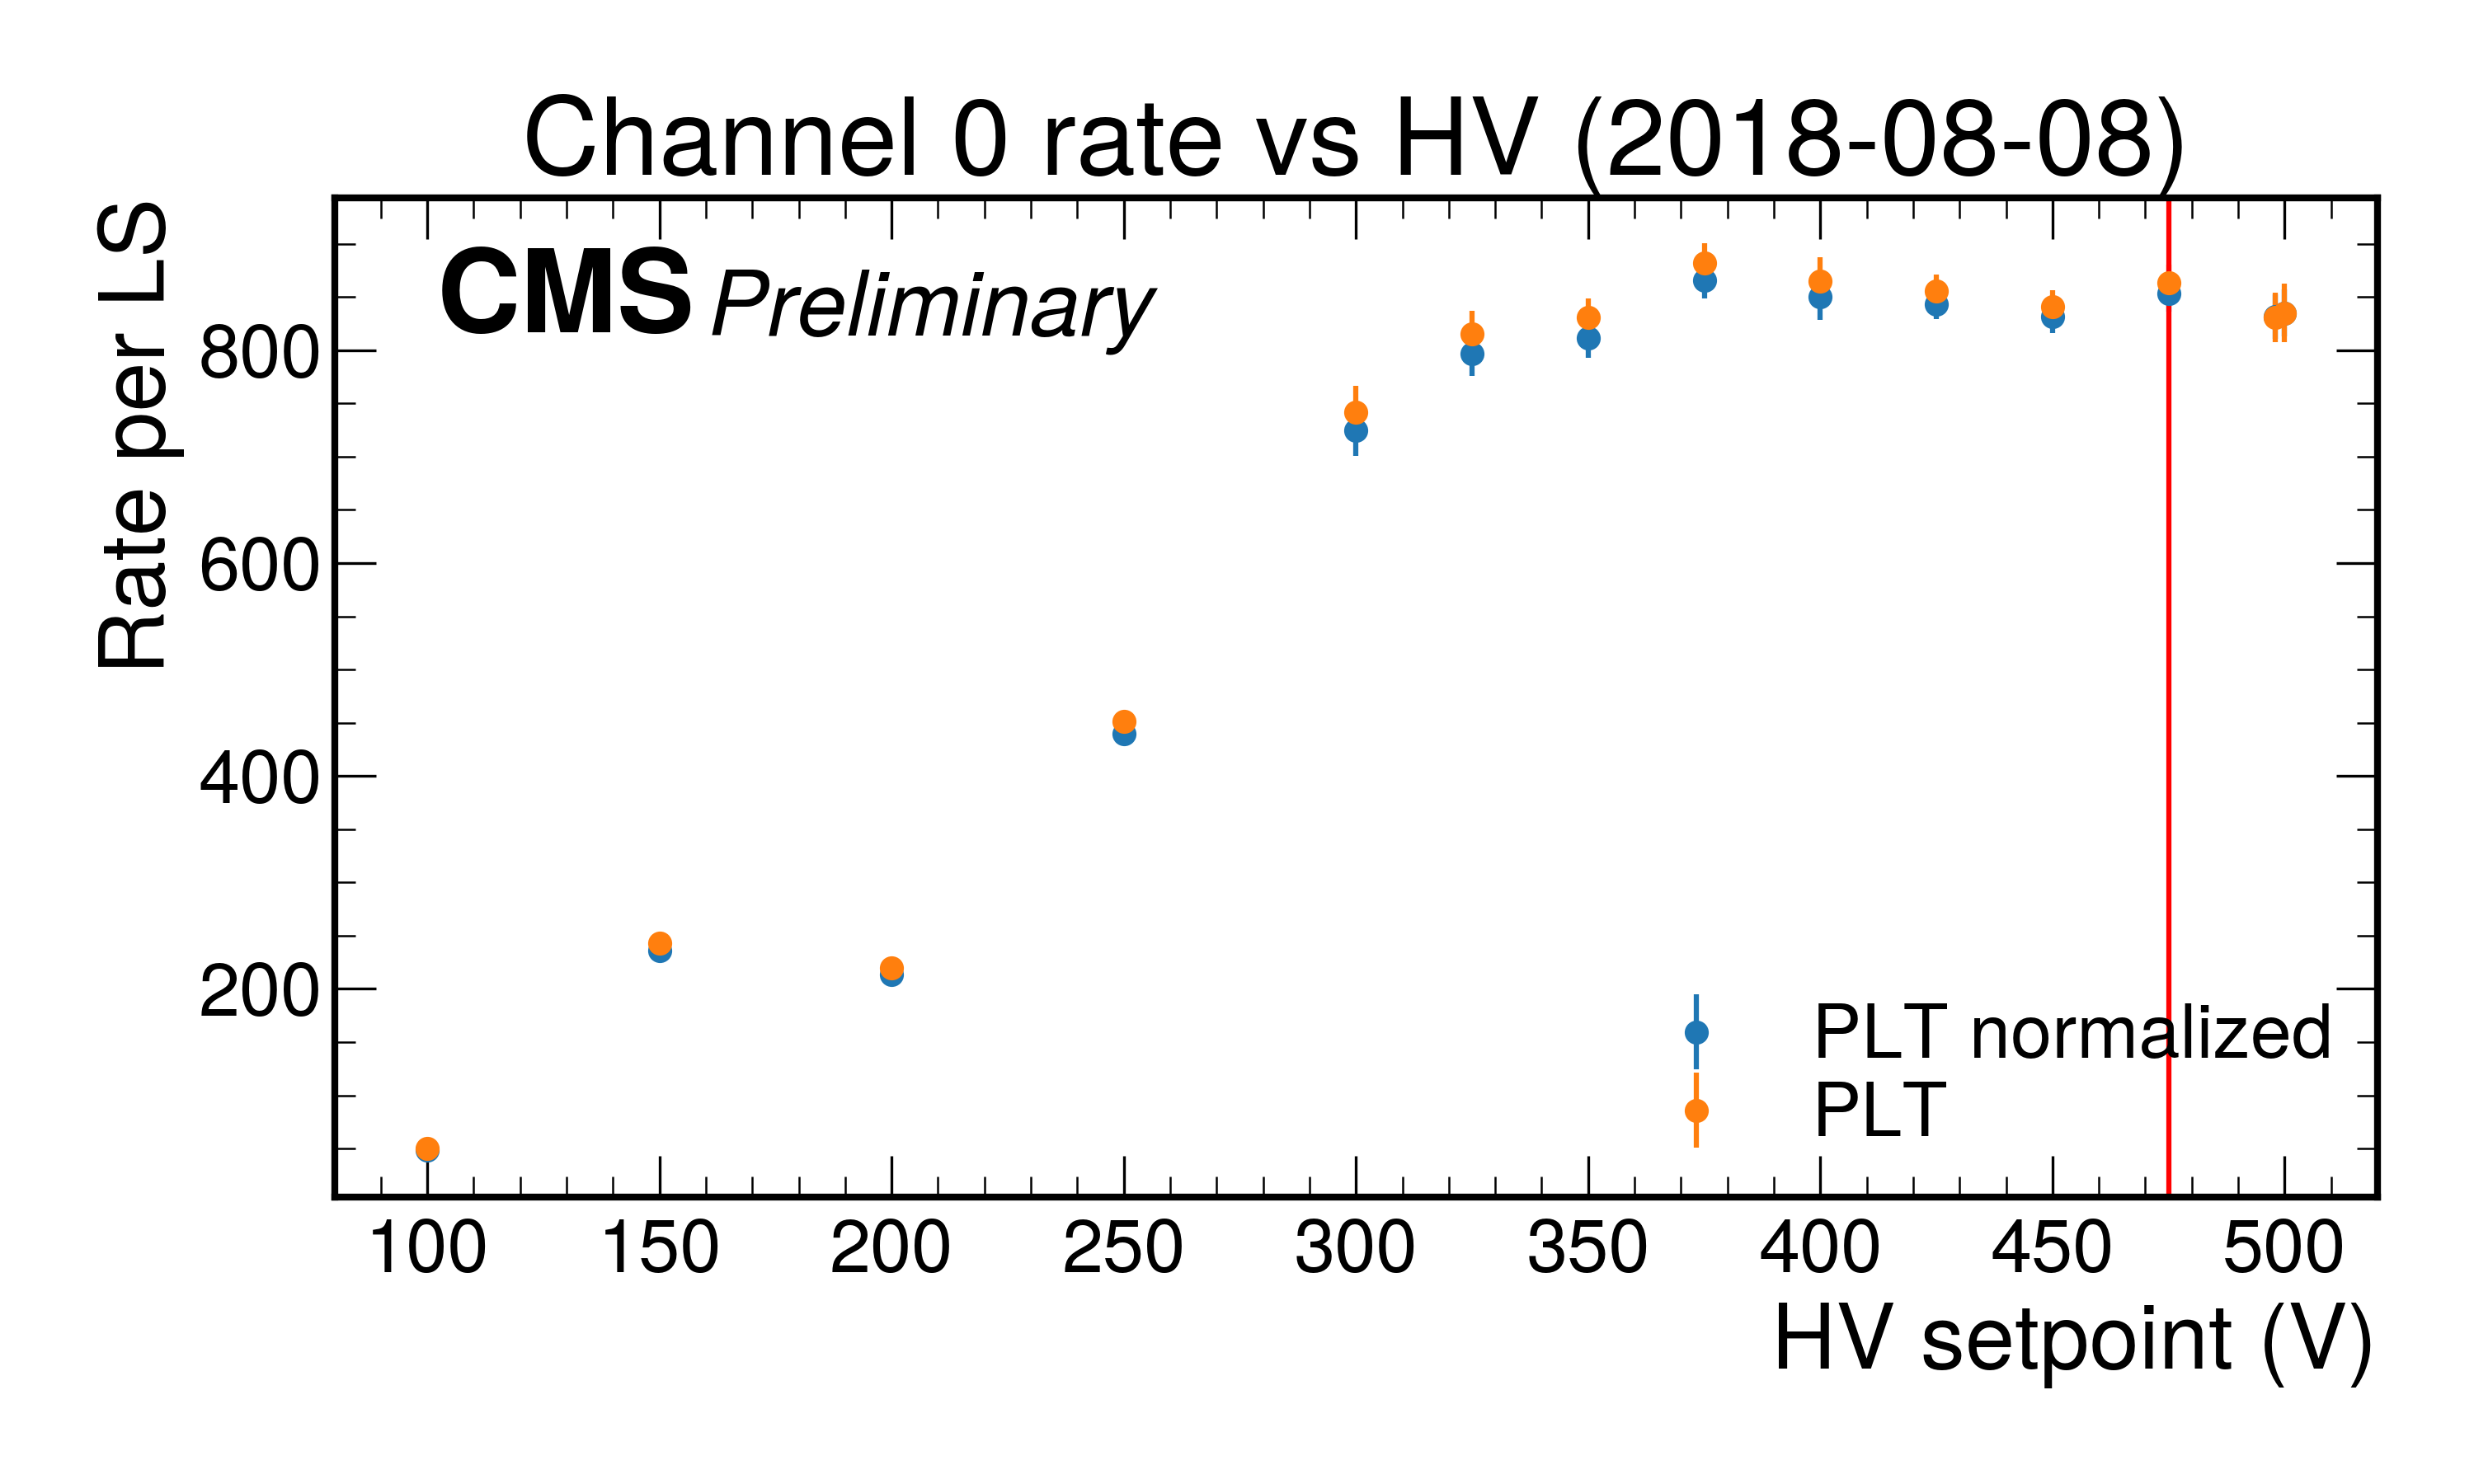 Channel 0 rate vs HV (2018-08-08)
CMS Preliminary
Rate per LS
800
600
400
200
PLT normalized
PLT
100 150 200 250 300 350 400 450 500
HV setpoint (V)